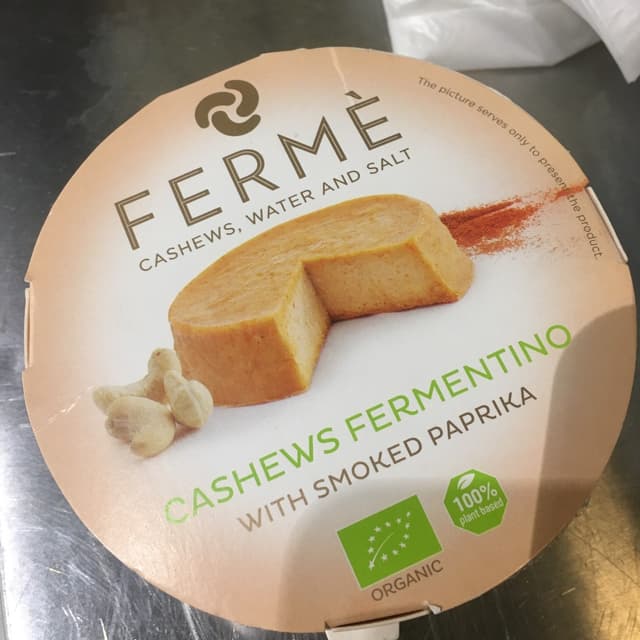 FERMÈ
CASHEWS, WATER AND SALT
The picture serves only to present the product.
CASHEWS FERMENTINO
WITH SMOKED PAPRIKA
100%
plant based
ORGANIC